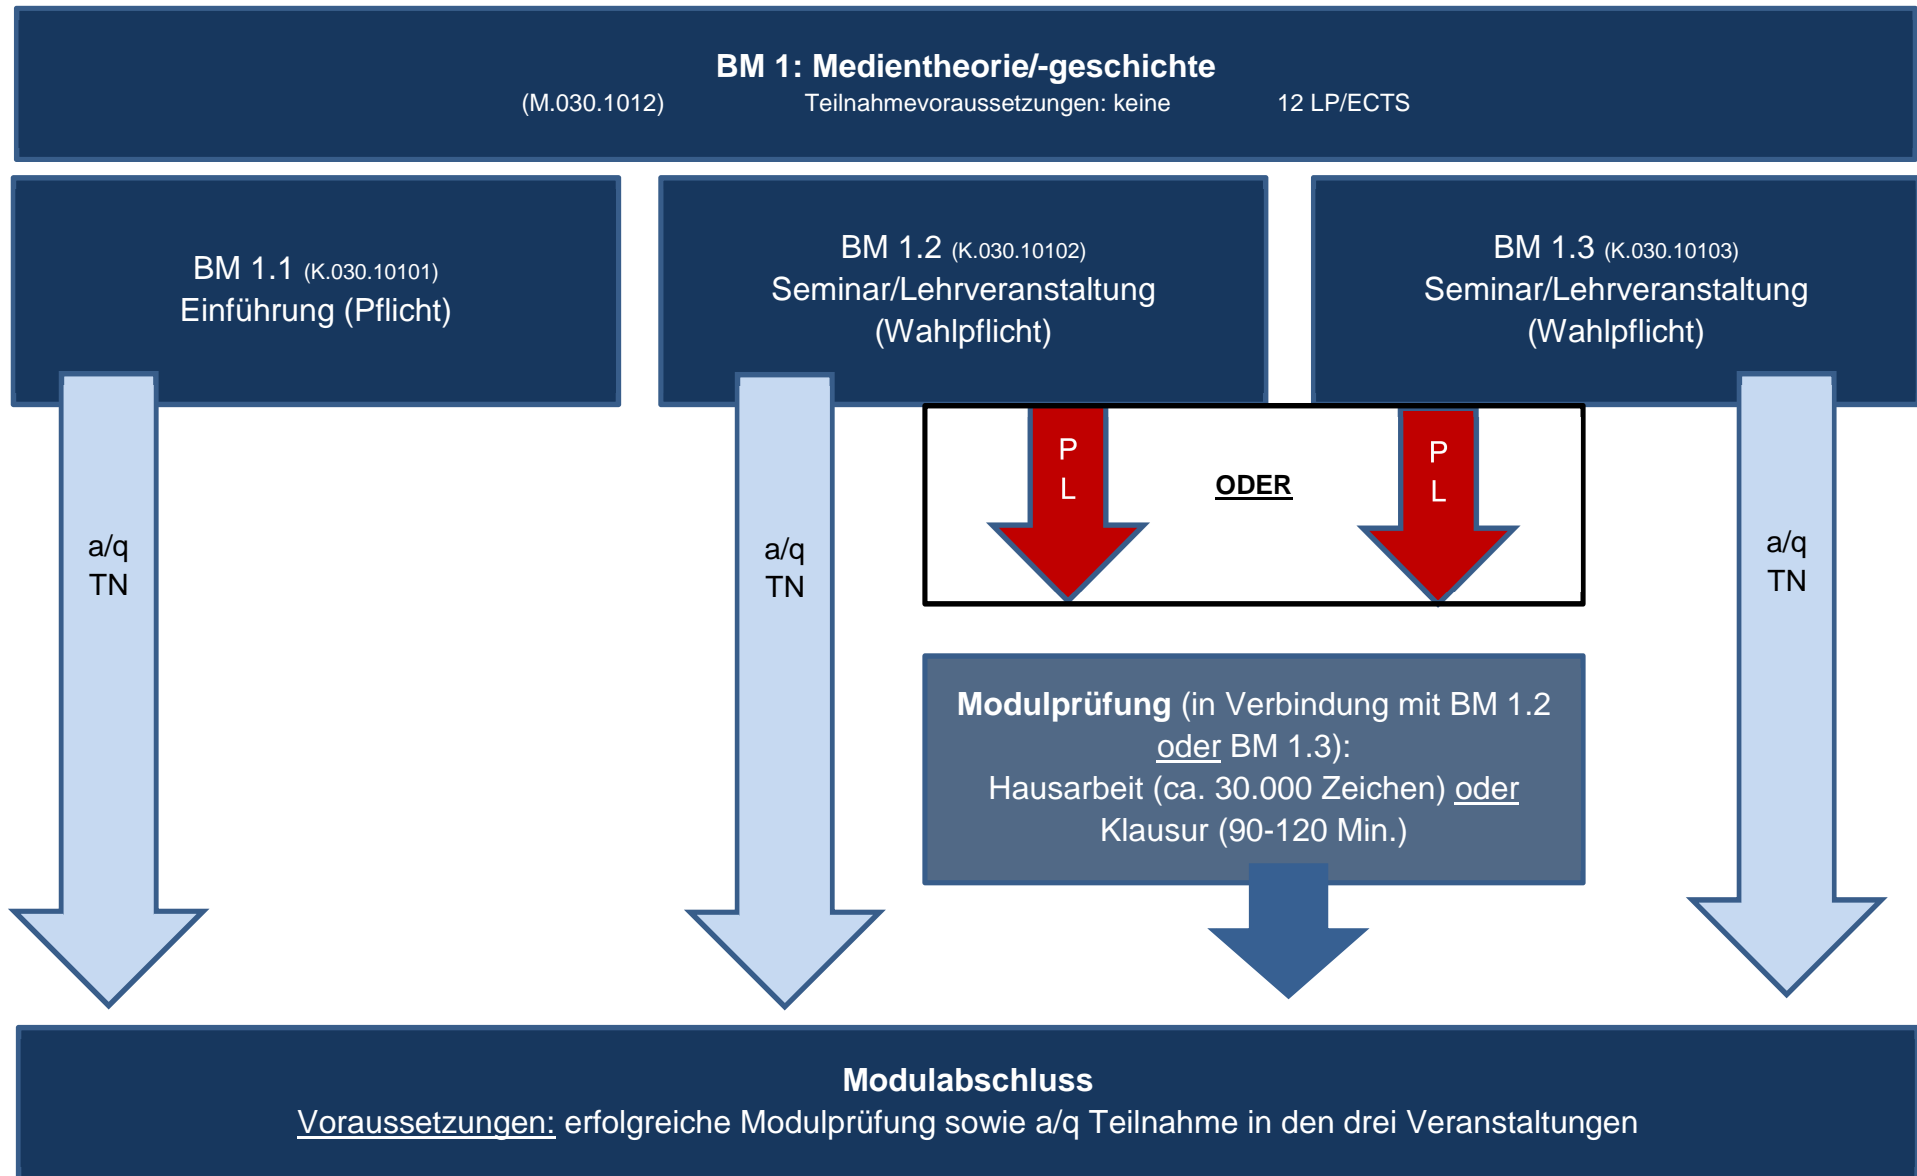 BM 1: Medientheorie/-geschichte
(M.030.1012) Teilnahmevoraussetzungen: keine 12 LP/ECTS
BM 1.1 (K.030.10101)
Einführung (Pflicht)
BM 1.2 (K.030.10102)
Seminar/Lehrveranstaltung
(Wahlpflicht)
BM 1.3 (K.030.10103)
Seminar/Lehrveranstaltung
(Wahlpflicht)
a/q
TN
a/q
TN
P
L
ODER
P
L
a/q
TN
Modulprüfung (in Verbindung mit BM 1.2
oder BM 1.3):
Hausarbeit (ca. 30.000 Zeichen) oder
Klausur (90-120 Min.)
Modulabschluss
Voraussetzungen: erfolgreiche Modulprüfung sowie a/q Teilnahme in den drei Veranstaltungen